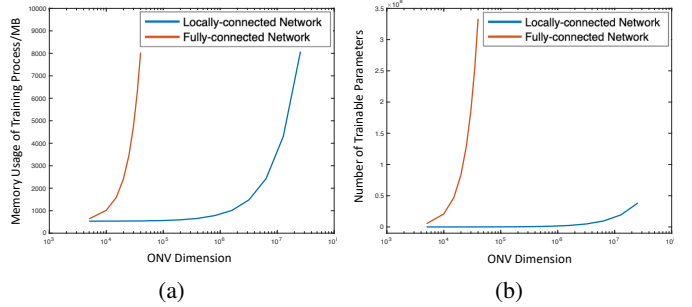 Memory Usage of Training Process/MB
10000
9000
8000
7000
6000
5000
4000
3000
2000
1000
0
Locally-connected Network
Fully-connected Network
10³ 10⁴ 10⁵ 10⁶ 10⁷
ONV Dimension
(a)
Number of Trainable Parameters
3.5
3
2.5
2
1.5
1
0.5
0
Locally-connected Network
Fully-connected Network
10³ 10⁴ 10⁵ 10⁶ 10⁷
ONV Dimension
(b)